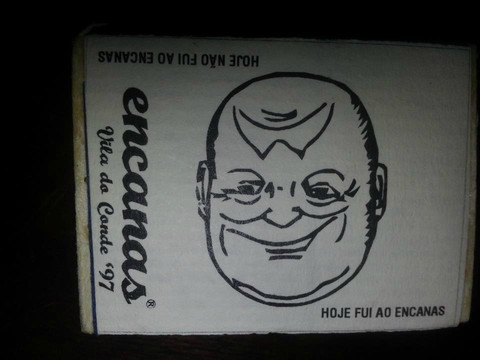 HOJE NÃO FUI AO ENCANAS
encanas®
Vila do Conde '97
HOJE FUI AO ENCANAS